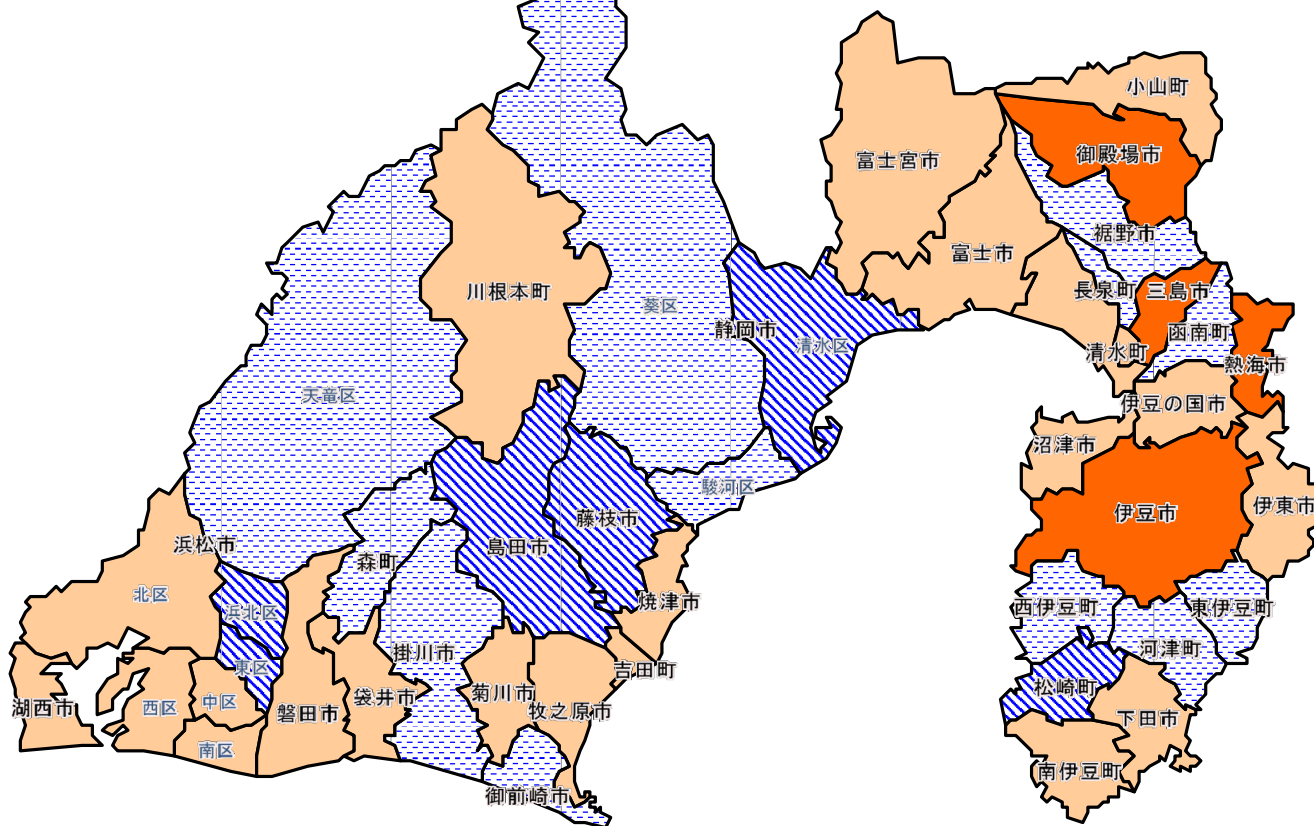 小山町
御殿場市
富士宮市
裾野市
富士市
川根本町
長泉町
三島市
葵区
静岡市
函南町
清水区
清水町
熱海市
天竜区
伊豆の国市
沼津市
駿河区
伊東市
伊豆市
藤枝市
浜松市
島田市
森町
北区
焼津市
西伊豆町
東伊豆町
浜北区
河津町
掛川市
東区
吉田町
松崎町
菊川市
袋井市
中区
湖西市
西区
磐田市
牧之原市
下田市
南区
南伊豆町
御前崎市